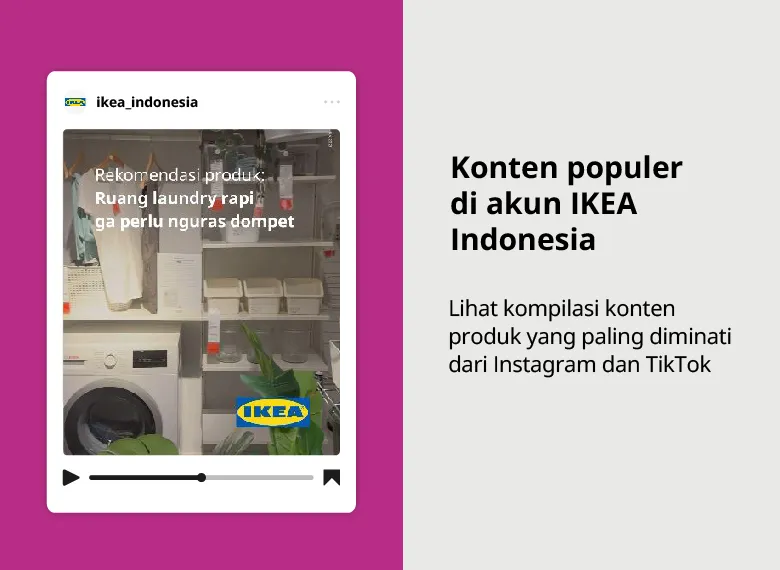 IKEA
ikea_indonesia
Rekomendasi produk:
Ruang laundry rapi
ga perlu nguras dompet
IKEA
Konten populer
di akun IKEA
Indonesia
Lihat kompilasi konten
produk yang paling diminati
dari Instagram dan TikTok